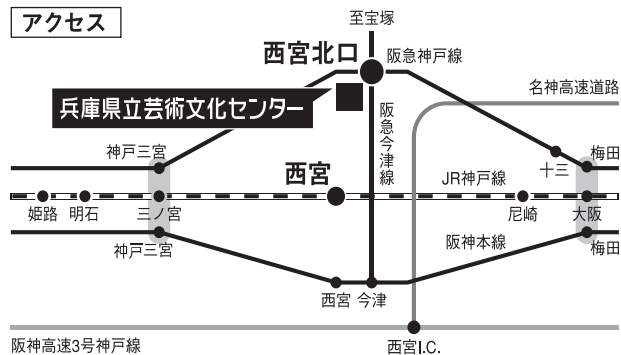 アクセス
至宝塚
西宮北口
阪急神戸線
名神高速道路
兵庫県立芸術文化センター
阪急今津線
神戸三宮
十三
梅田
西宮
JR神戸線
姫路
明石
三ノ宮
尼崎
大阪
神戸三宮
阪神本線
梅田
西宮
今津
阪神高速3号神戸線
西宮I.C.